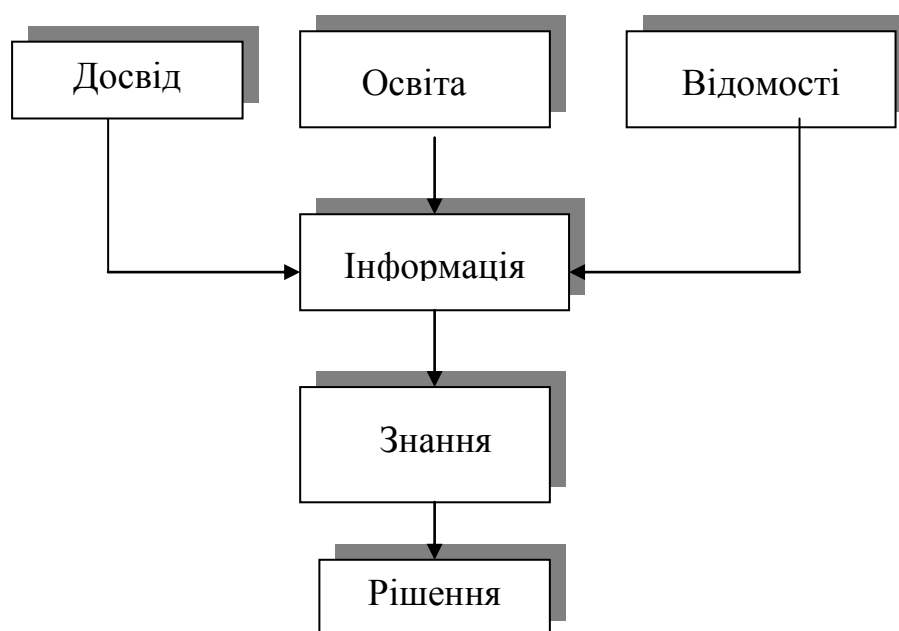 Досвід
Освіта
Відомості
Інформація
Знання
Рішення